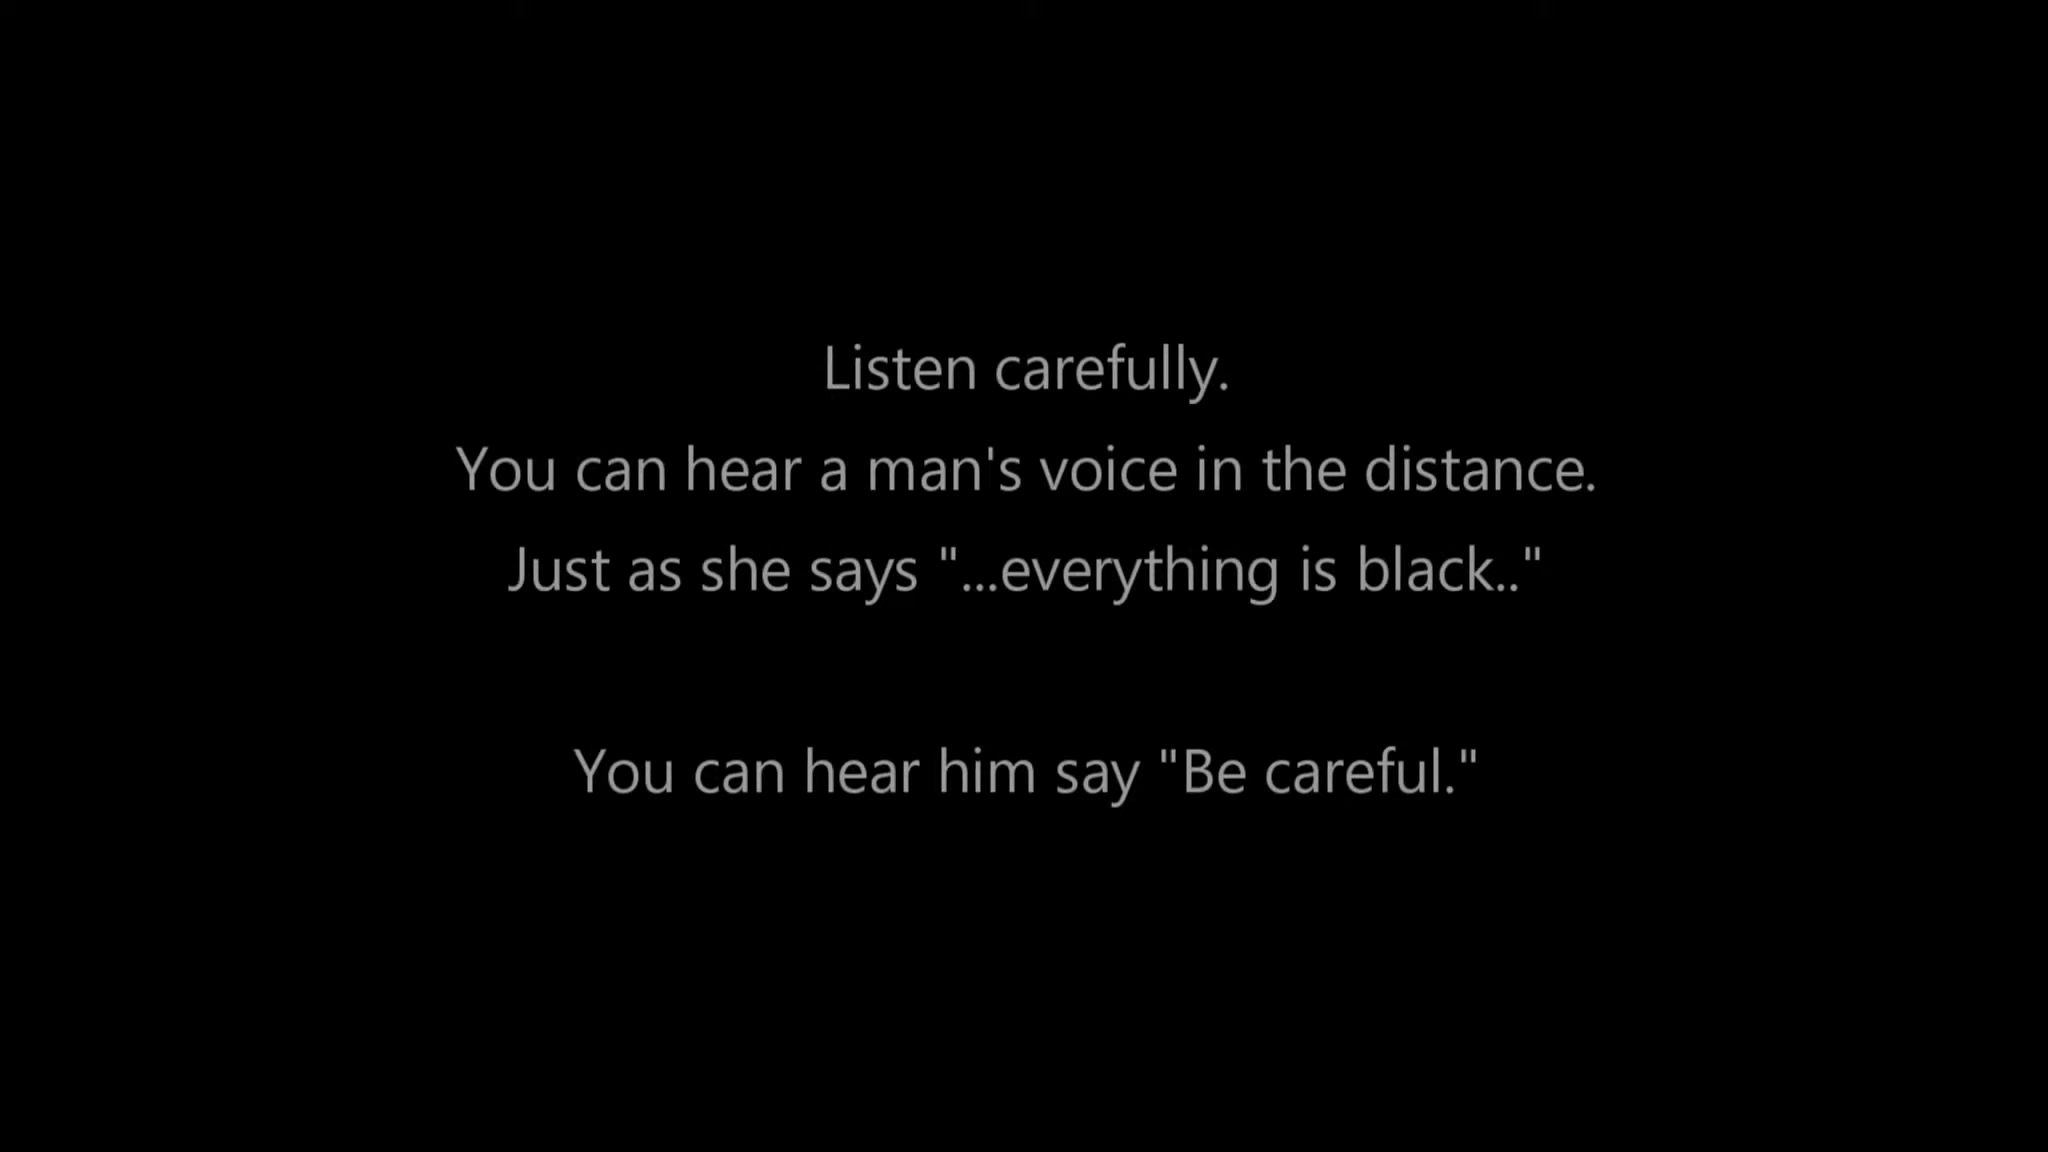 Listen carefully.
You can hear a man's voice in the distance.
Just as she says "...everything is black.."
You can hear him say "Be careful."